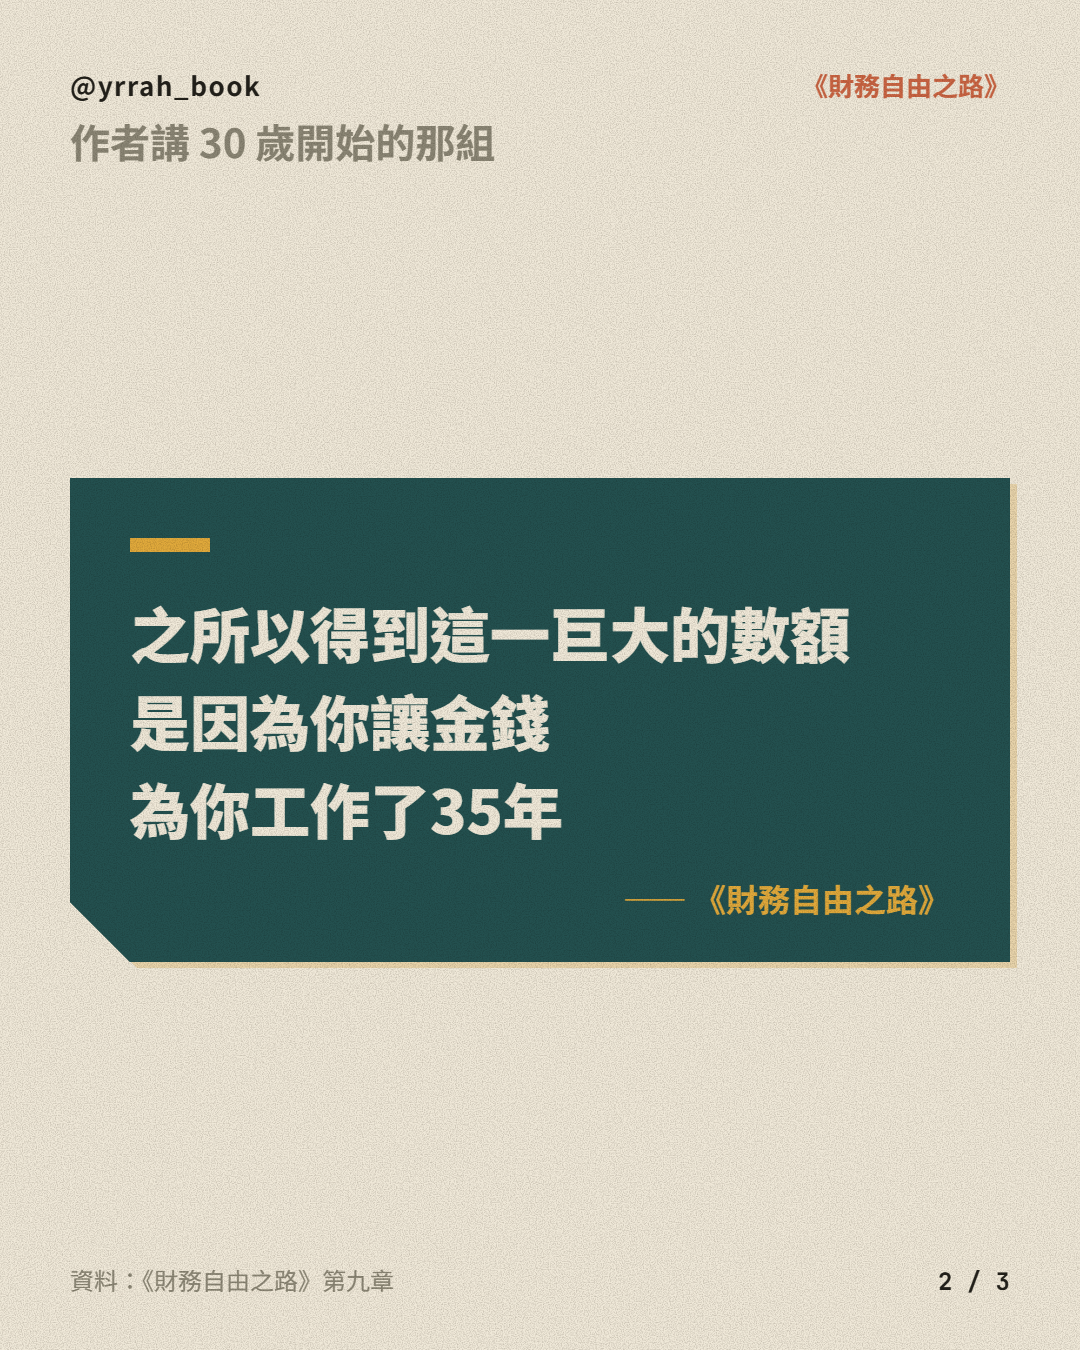 @yrrah_book
《財務自由之路》
作者講 30 歲開始的那組
之所以得到這一巨大的數額
是因為你讓金錢
為你工作了35年
—— 《財務自由之路》
資料：《財務自由之路》第九章
2 / 3